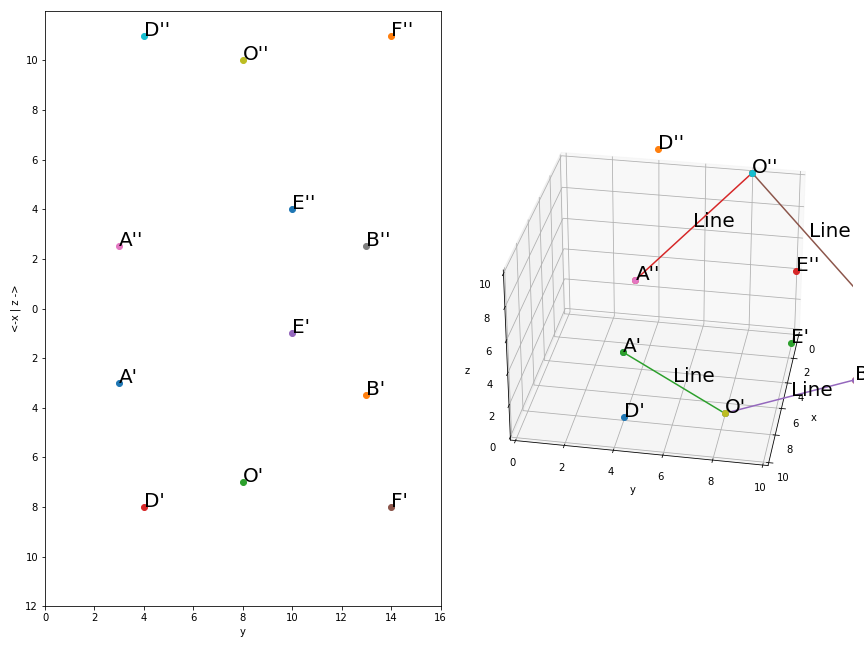 D''
F''
O''
10
8
6
E''
4
A''
B''
2
0
E'
2
A'
B'
4
6
O'
D'
F'
8
10
12
0 2 4 6 8 10 12 14 16
y
<-x | z ->
D''
O''
Line
Line
E''
A''
10
8
E'
A'
0
6
2
z
Line
B
4
Line
4
O'
6
x
D'
2
8
0
0
2
4
6
8
10
10
y